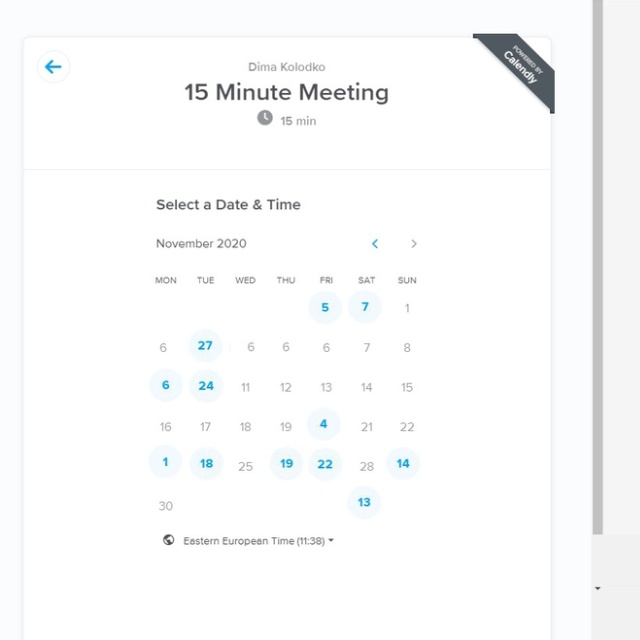 Dima Kolodko
POWERED BY
Calendly
15 Minute Meeting
15 min
Select a Date & Time
November 2020
MON TUE WED THU FRI SAT SUN
5 7 1
6 27 6 6 6 7 8
6 24 11 12 13 14 15
16 17 18 19 4 21 22
1 18 25 19 22 28 14
30 13
Eastern European Time (11:38)